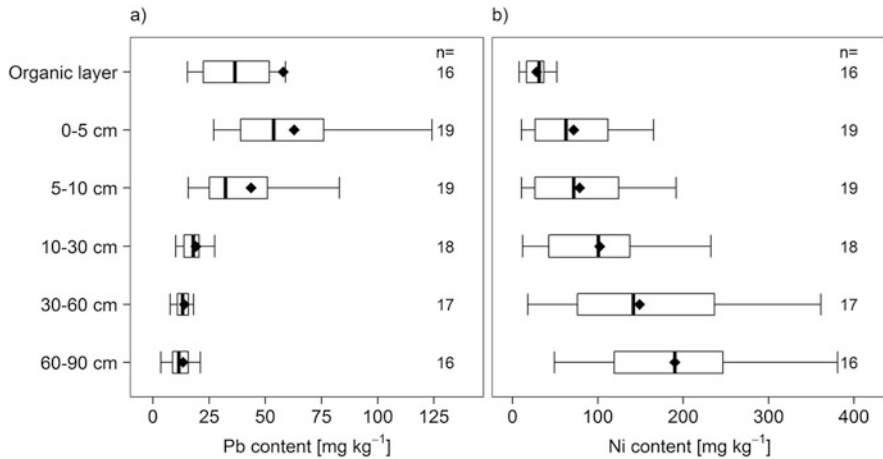 a)
b)
n=
n=
Organic layer
16
16
0-5 cm
19
19
5-10 cm
19
19
10-30 cm
18
18
30-60 cm
17
17
60-90 cm
16
16
0
25
50
75
100
125
0
100
200
300
400
Pb content [mg kg⁻¹]
Ni content [mg kg⁻¹]